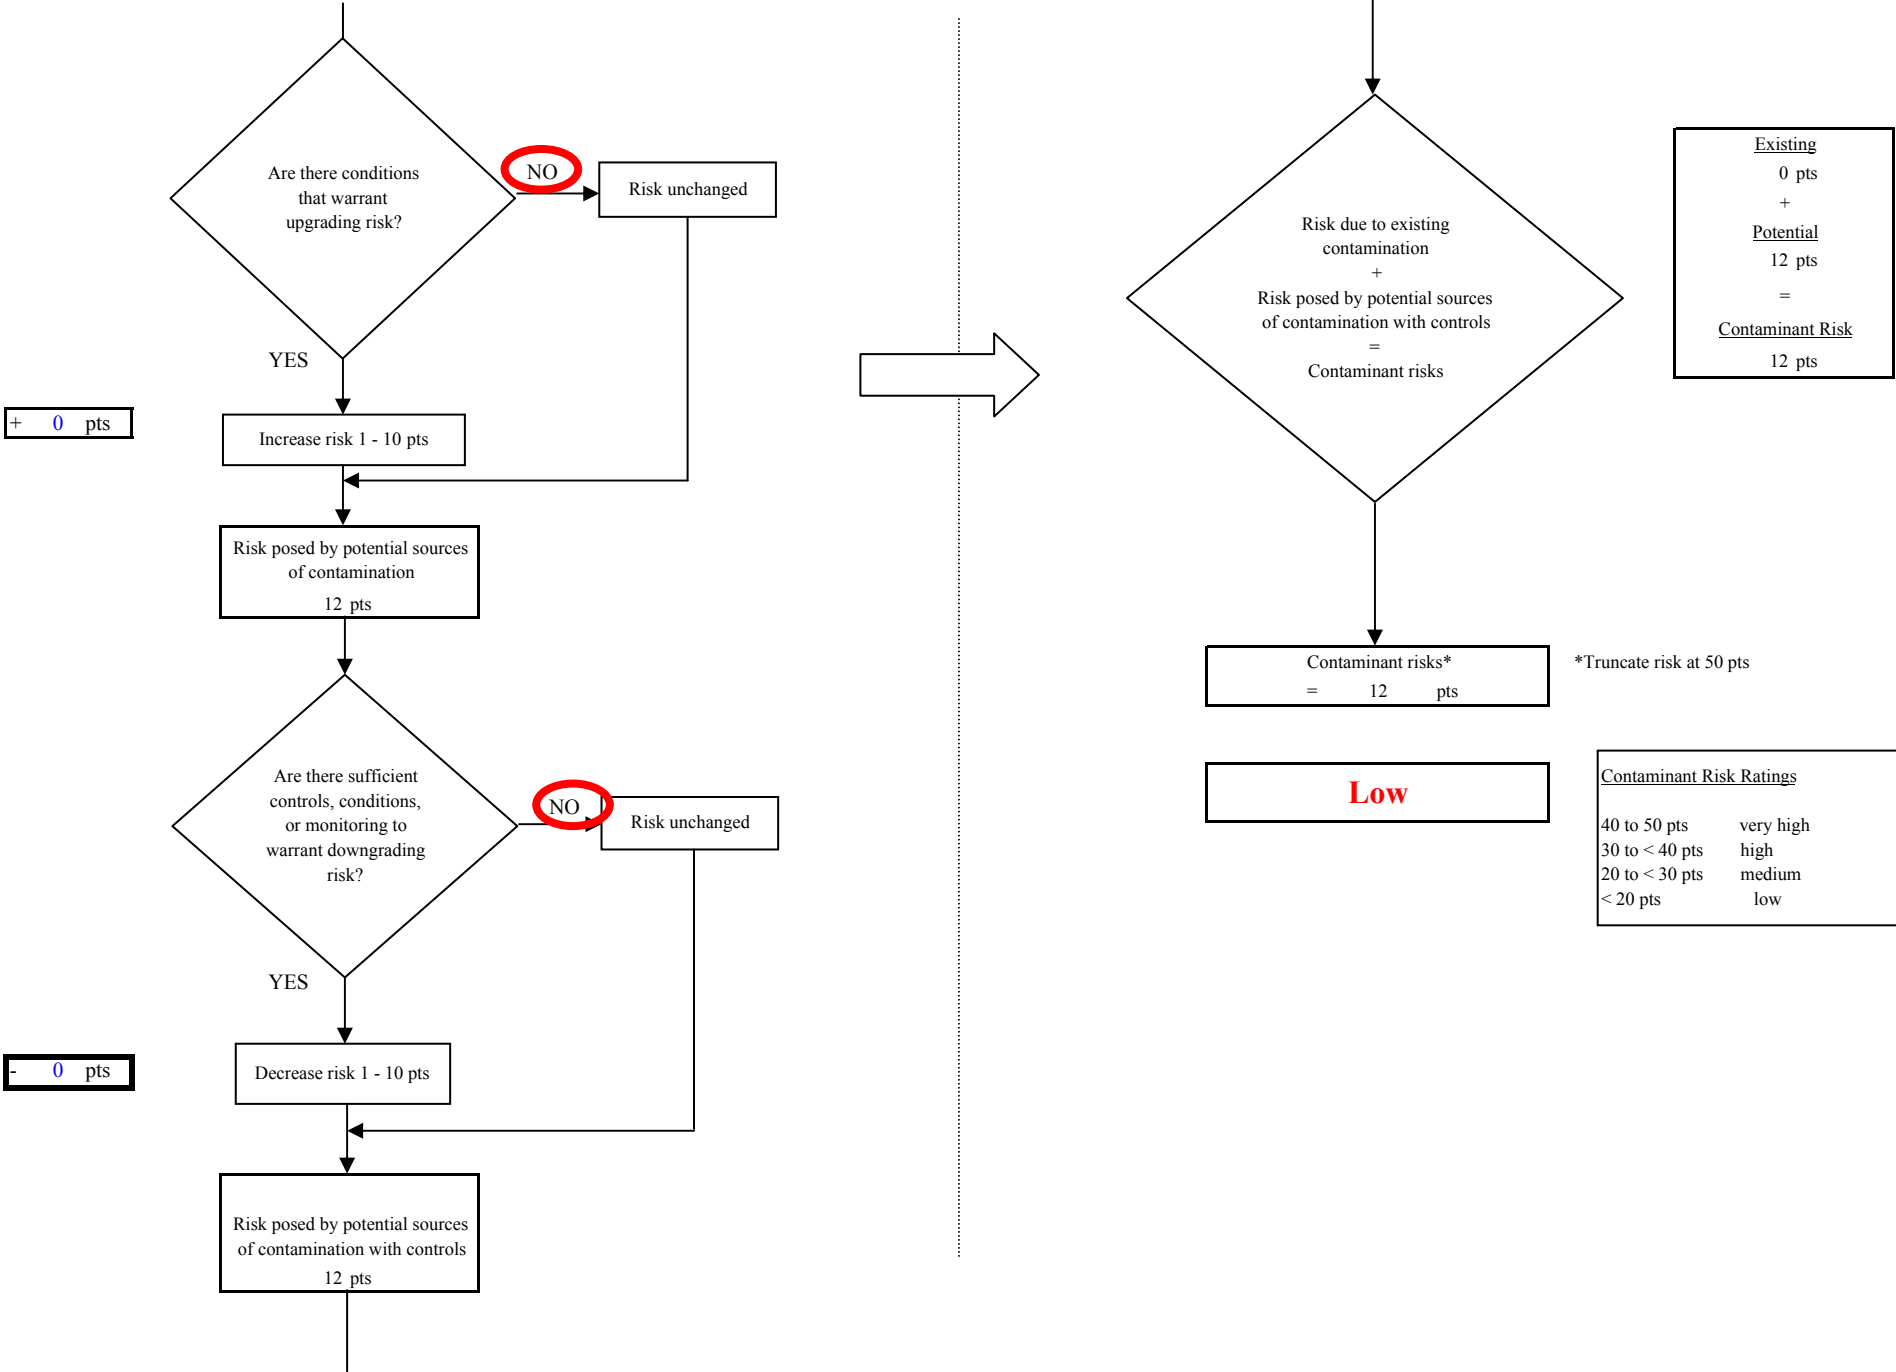 Are there conditions
that warrant
upgrading risk?
NO
Risk unchanged
YES
+ 0 pts
Increase risk 1 - 10 pts
Risk posed by potential sources
of contamination
12 pts
Are there sufficient
controls, conditions,
or monitoring to
warrant downgrading
risk?
NO
Risk unchanged
YES
- 0 pts
Decrease risk 1 - 10 pts
Risk posed by potential sources
of contamination with controls
12 pts
Risk due to existing
contamination
+
Risk posed by potential sources
of contamination with controls
=
Contaminant risks
Existing
0 pts
+
Potential
12 pts
=
Contaminant Risk
12 pts
Contaminant risks*
= 12 pts
*Truncate risk at 50 pts
Low
Contaminant Risk Ratings
40 to 50 pts very high
30 to < 40 pts high
20 to < 30 pts medium
< 20 pts low